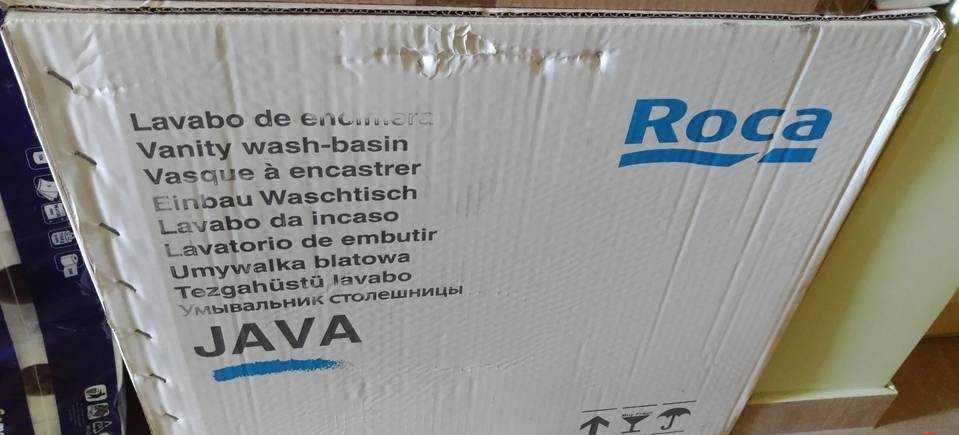 Roca
Lavabo de encimera
Vanity wash-basin
Vasque à encastrer
Einbau Waschtisch
Lavabo da incaso
Lavatorio de embutir
Umywalka blatowa
Tezgahüstü lavabo
Умывальник столешницы
JAVA